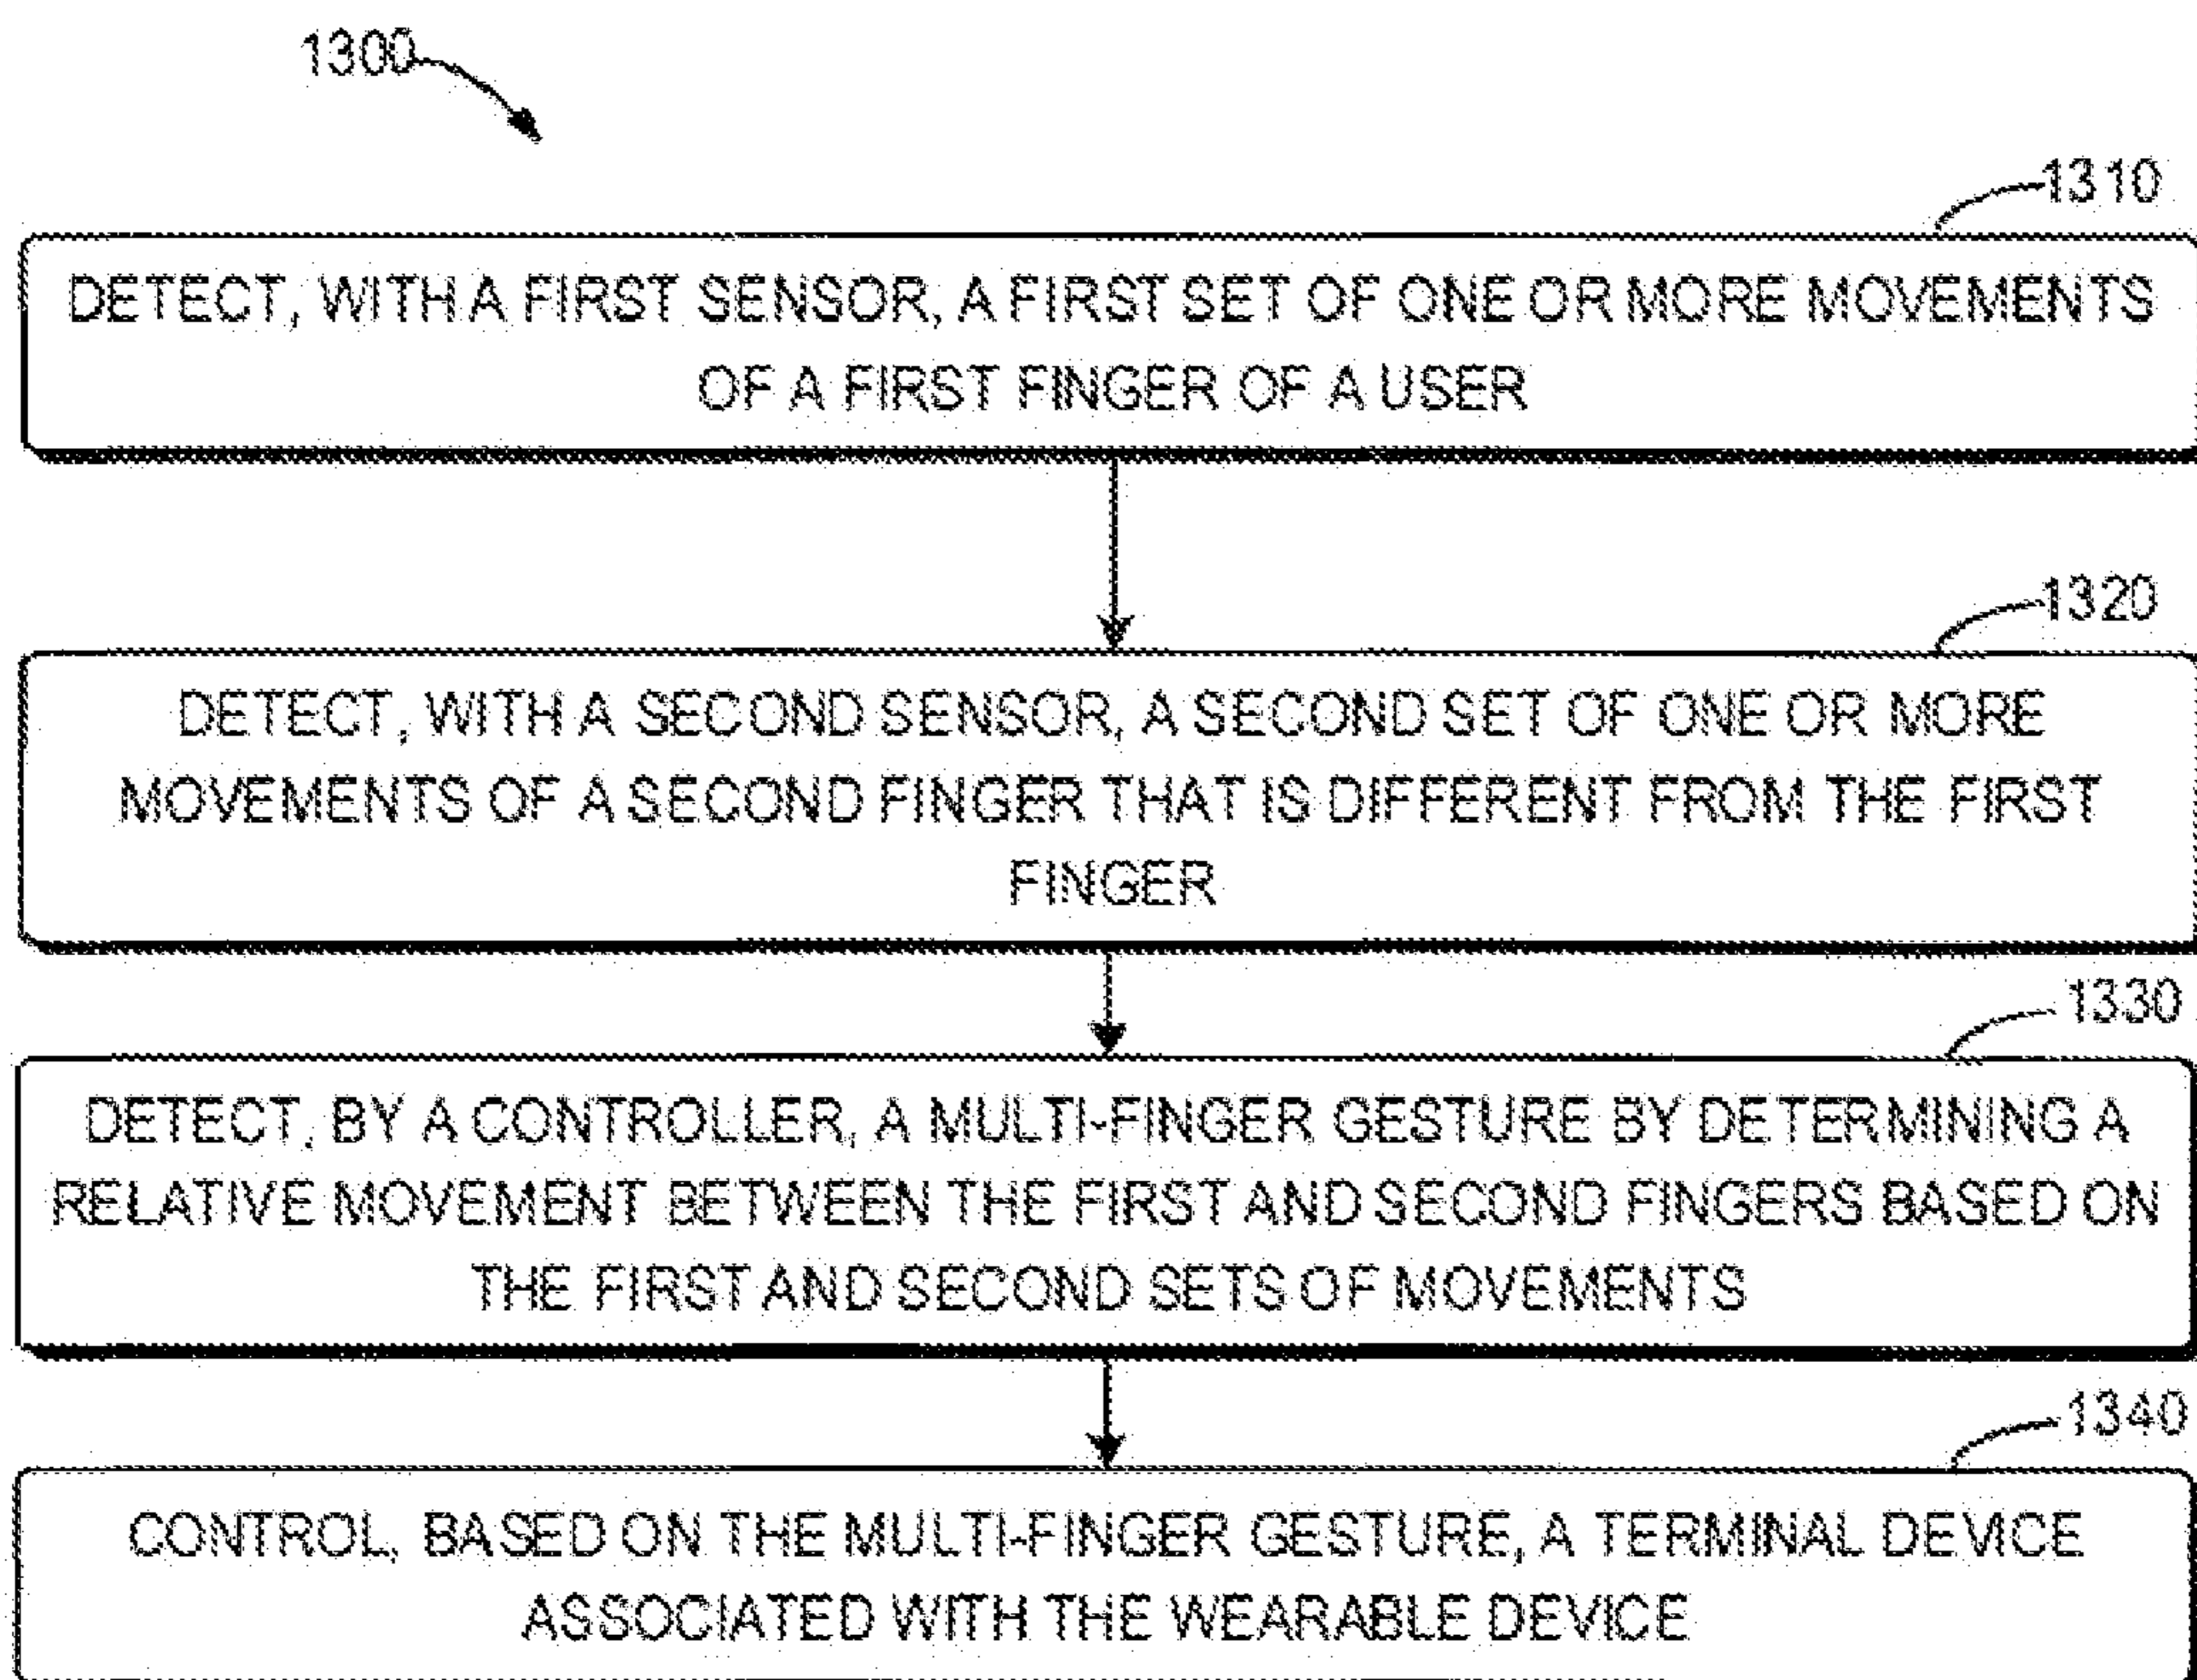 1300
1310
DETECT, WITH A FIRST SENSOR, A FIRST SET OF ONE OR MORE MOVEMENTS
OF A FIRST FINGER OF A USER
1320
DETECT, WITH A SECOND SENSOR, A SECOND SET OF ONE OR MORE
MOVEMENTS OF A SECOND FINGER THAT IS DIFFERENT FROM THE FIRST
FINGER
1330
DETECT, BY A CONTROLLER, A MULTI-FINGER GESTURE BY DETERMINING A
RELATIVE MOVEMENT BETWEEN THE FIRST AND SECOND FINGERS BASED ON
THE FIRST AND SECOND SETS OF MOVEMENTS
1340
CONTROL, BASED ON THE MULTI-FINGER GESTURE, A TERMINAL DEVICE
ASSOCIATED WITH THE WEARABLE DEVICE